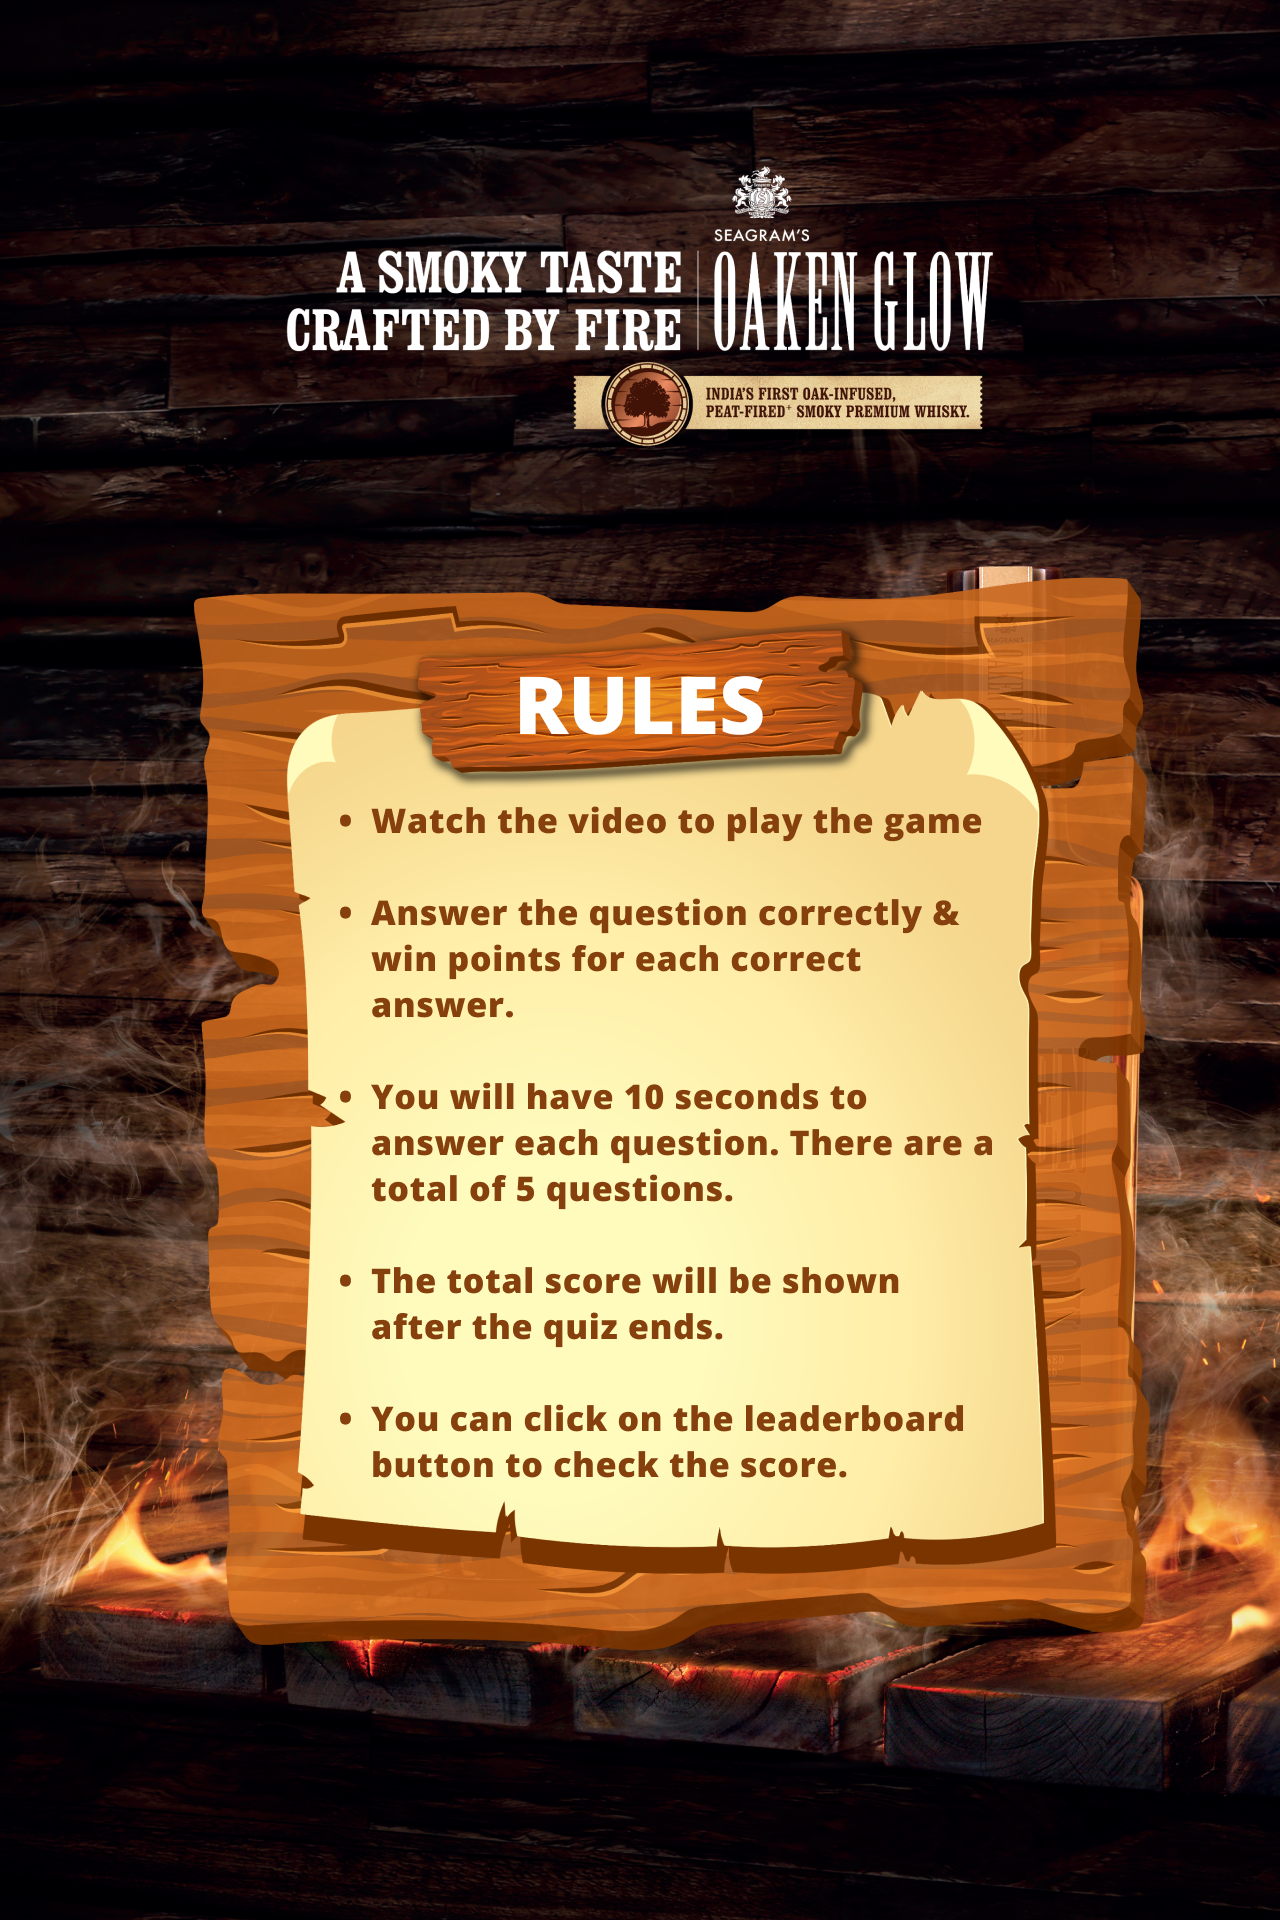 SEAGRAM'S
A SMOKY TASTE
CRAFTED BY FIRE
OAKEN GLOW
INDIA'S FIRST OAK-INFUSED,
PEAT-FIRED+ SMOKY PREMIUM WHISKY.
RULES
• Watch the video to play the game
• Answer the question correctly &
win points for each correct
answer.
• You will have 10 seconds to
answer each question. There are a
total of 5 questions.
• The total score will be shown
after the quiz ends.
• You can click on the leaderboard
button to check the score.